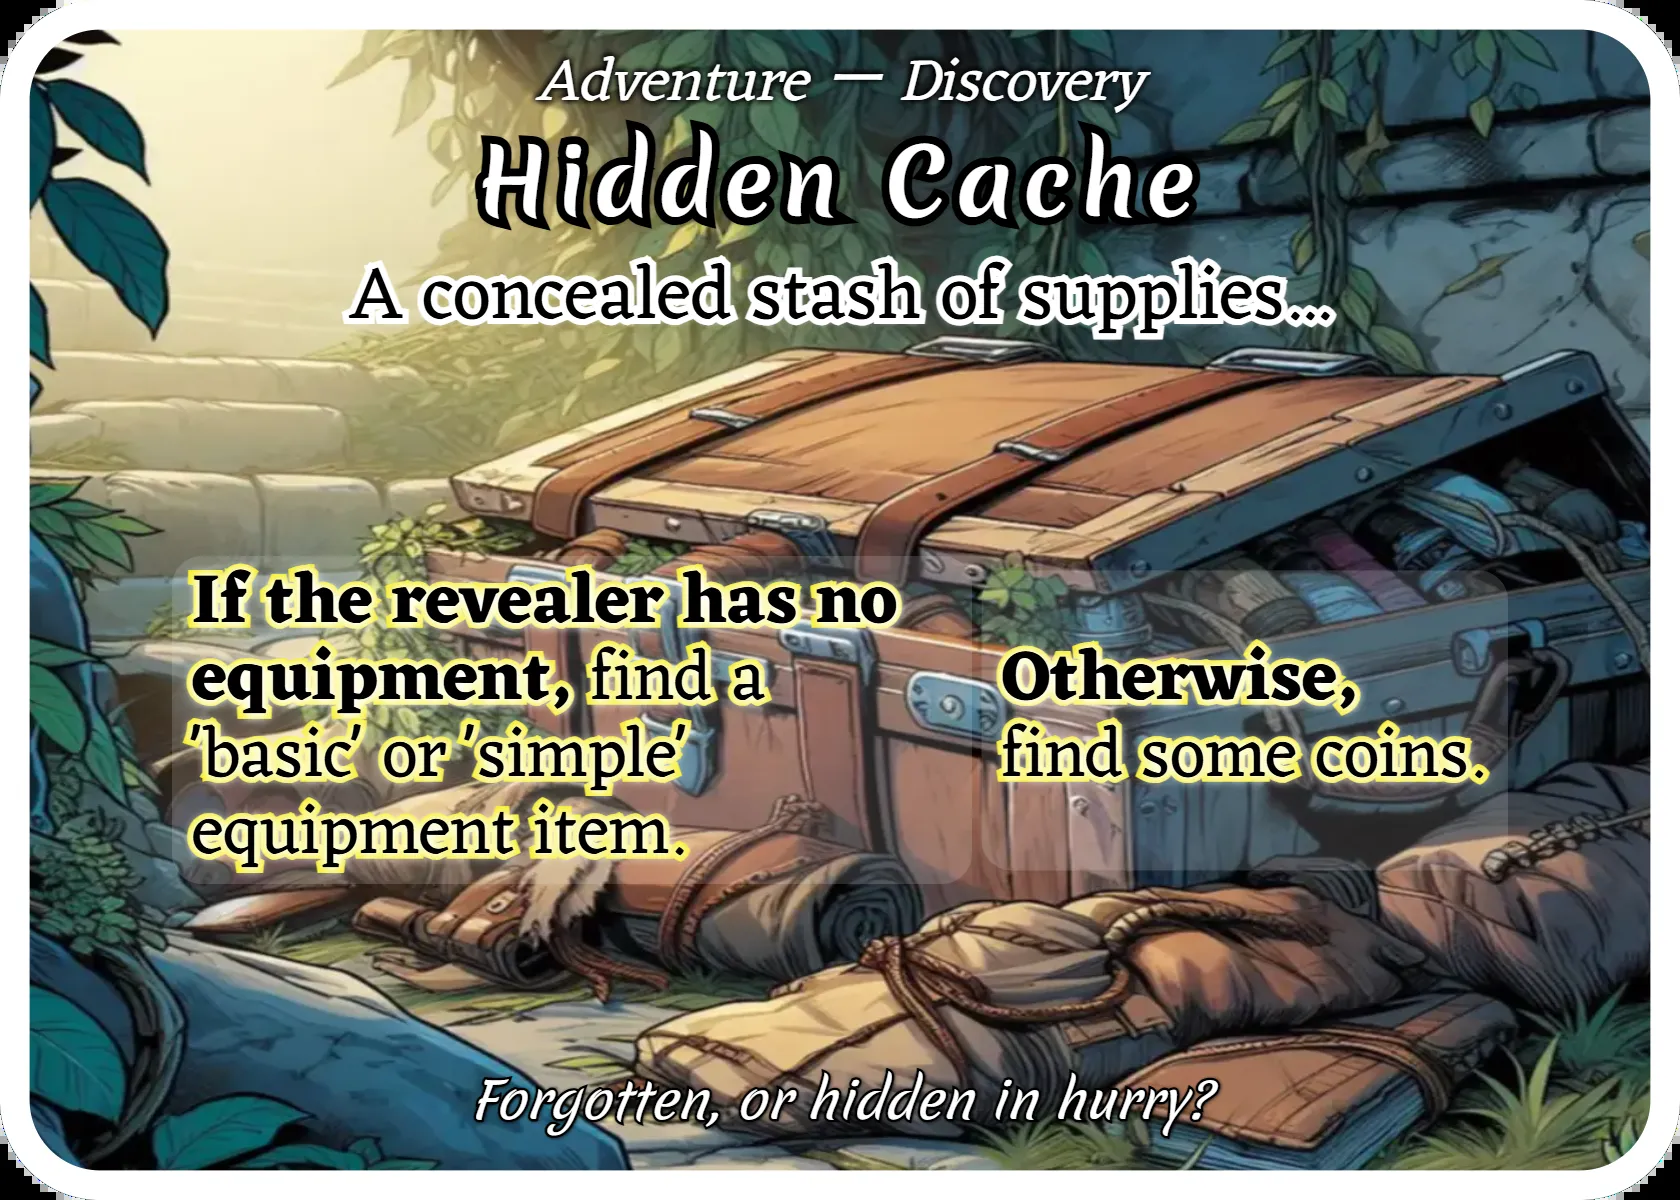 Adventure — Discovery
Hidden Cache
A concealed stash of supplies...
If the revealer has no
equipment, find a
'basic' or 'simple'
equipment item.
Otherwise,
find some coins.
Forgotten, or hidden in hurry?